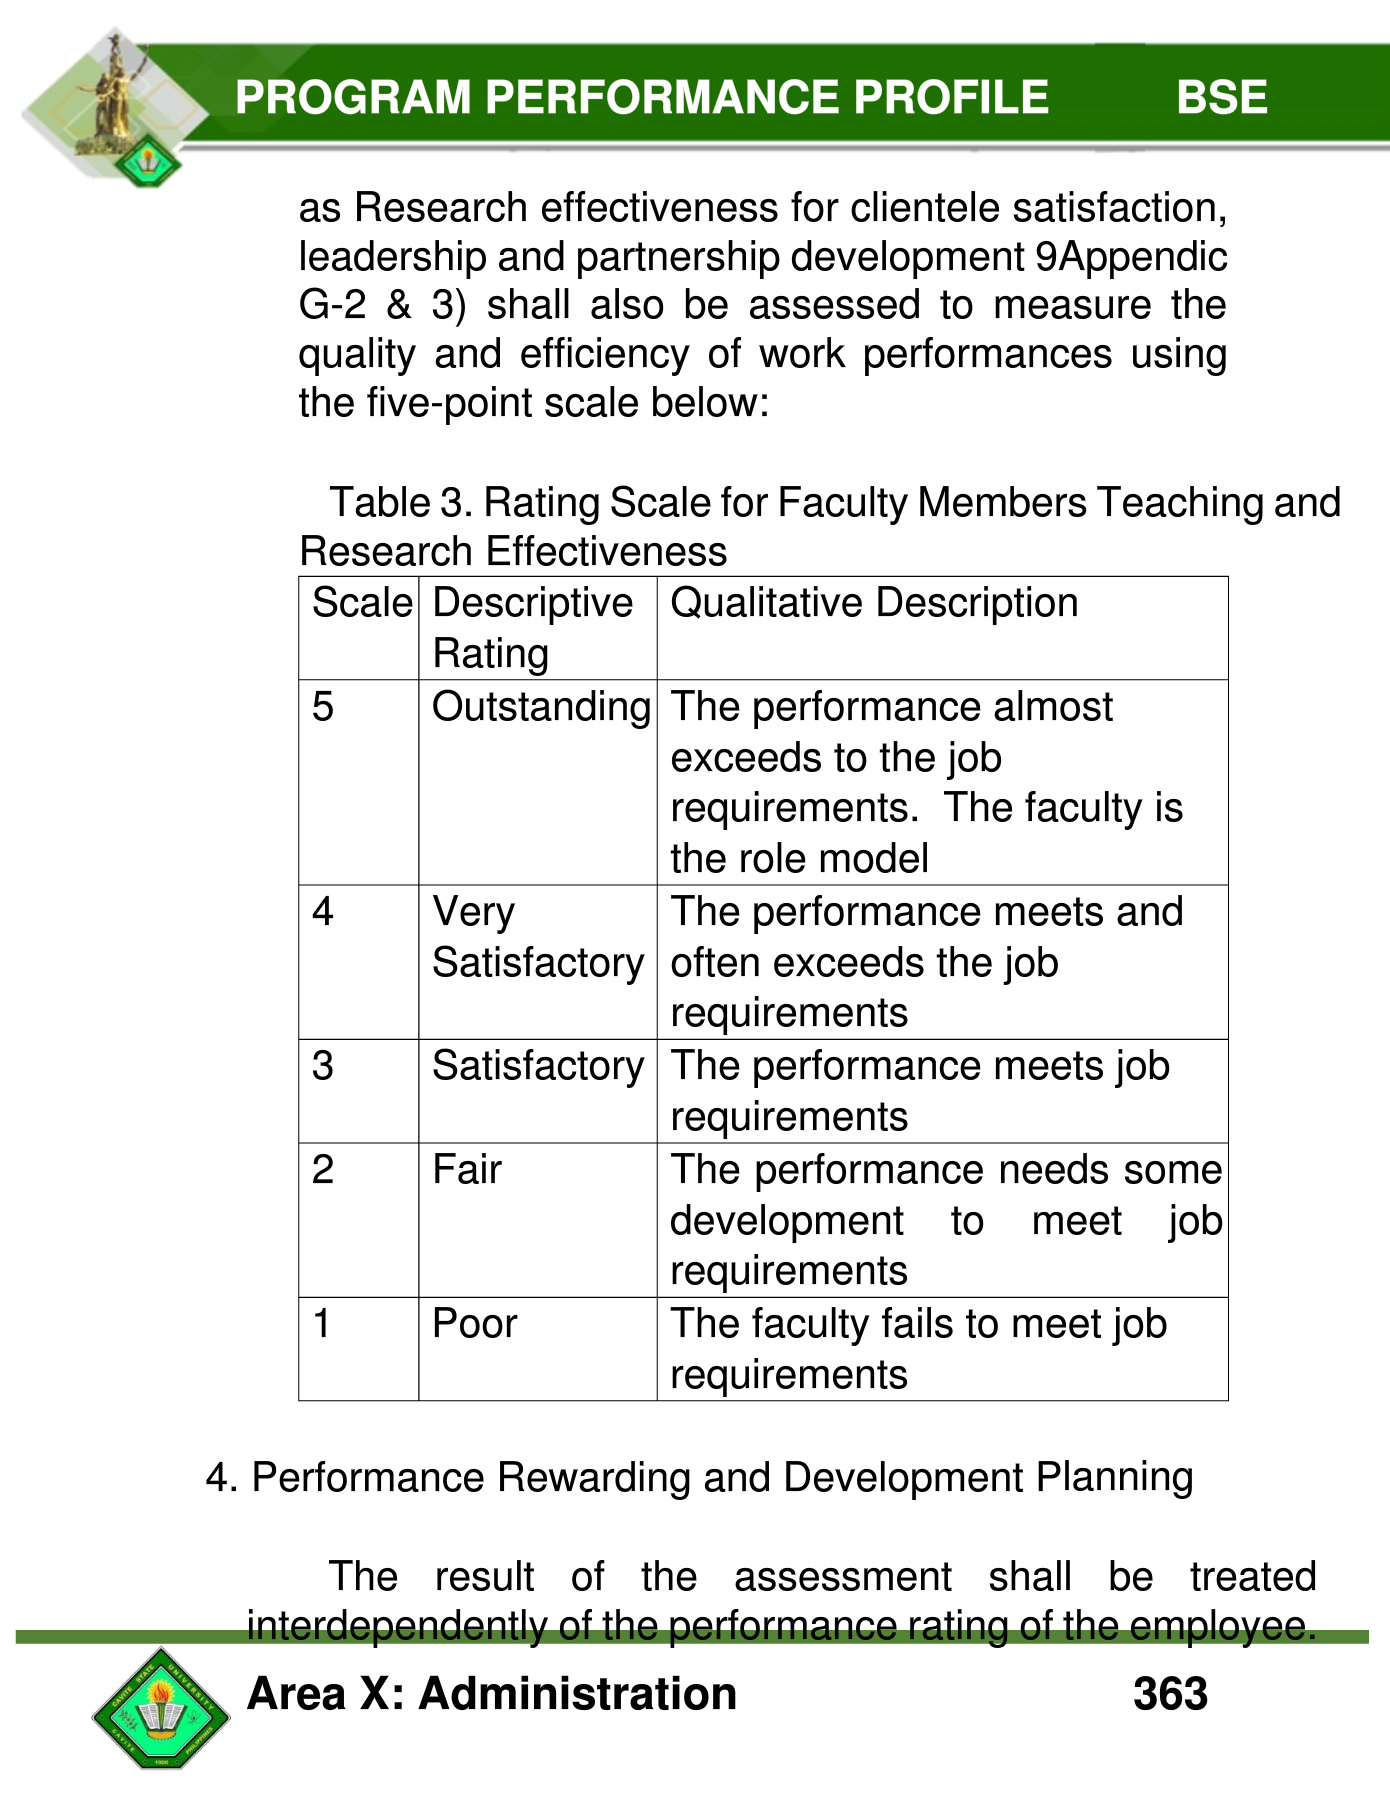 PROGRAM PERFORMANCE PROFILE BSE
as Research effectiveness for clientele satisfaction,
leadership and partnership development 9Appendic
G-2 & 3) shall also be assessed to measure the
quality and efficiency of work performances using
the five-point scale below:
Table 3. Rating Scale for Faculty Members Teaching and
Research Effectiveness
Scale Descriptive Qualitative Description
Rating
5 Outstanding The performance almost
exceeds to the job
requirements. The faculty is
the role model
4 Very The performance meets and
Satisfactory often exceeds the job
requirements
3 Satisfactory The performance meets job
requirements
2 Fair The performance needs some
development to meet job
requirements
1 Poor The faculty fails to meet job
requirements
4. Performance Rewarding and Development Planning
The result of the assessment shall be treated
interdependently of the performance rating of the employee.
CAVITE STATE UNIVERSITY
CAVITE 1906 PHILIPPINES
Area X: Administration 363